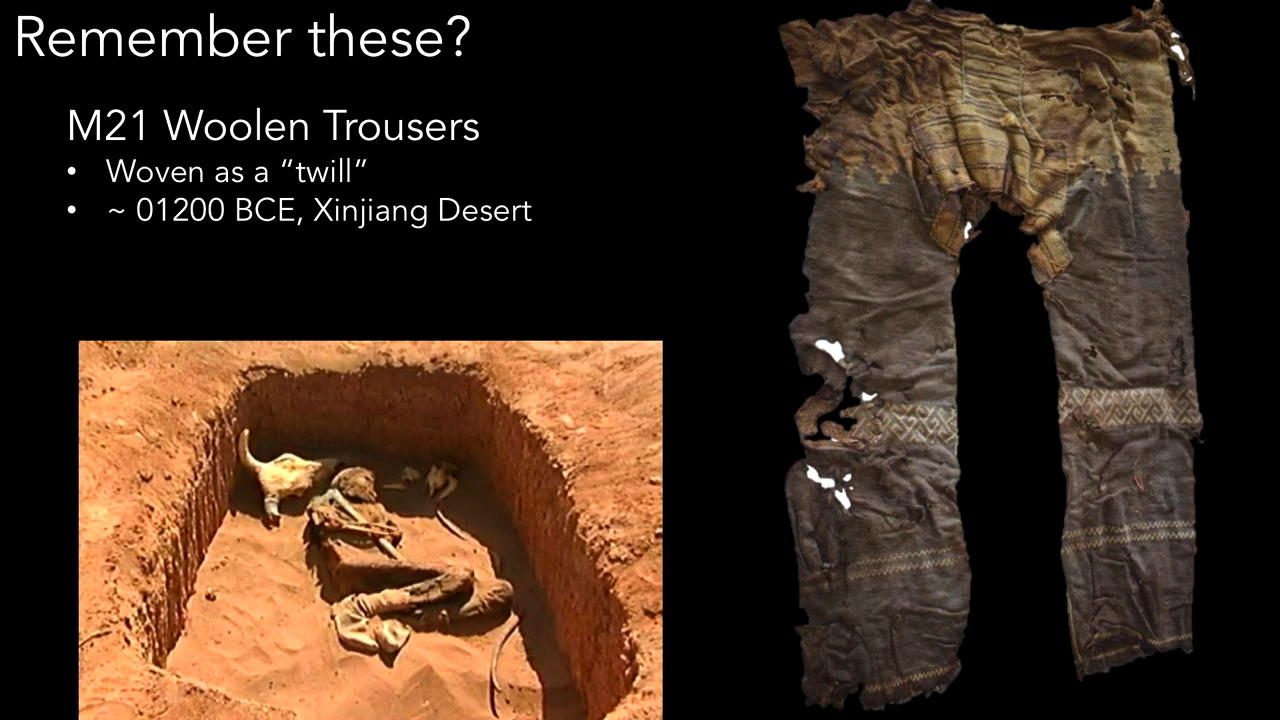 Remember these?
M21 Woolen Trousers
• Woven as a “twill”
• ~ 01200 BCE, Xinjiang Desert